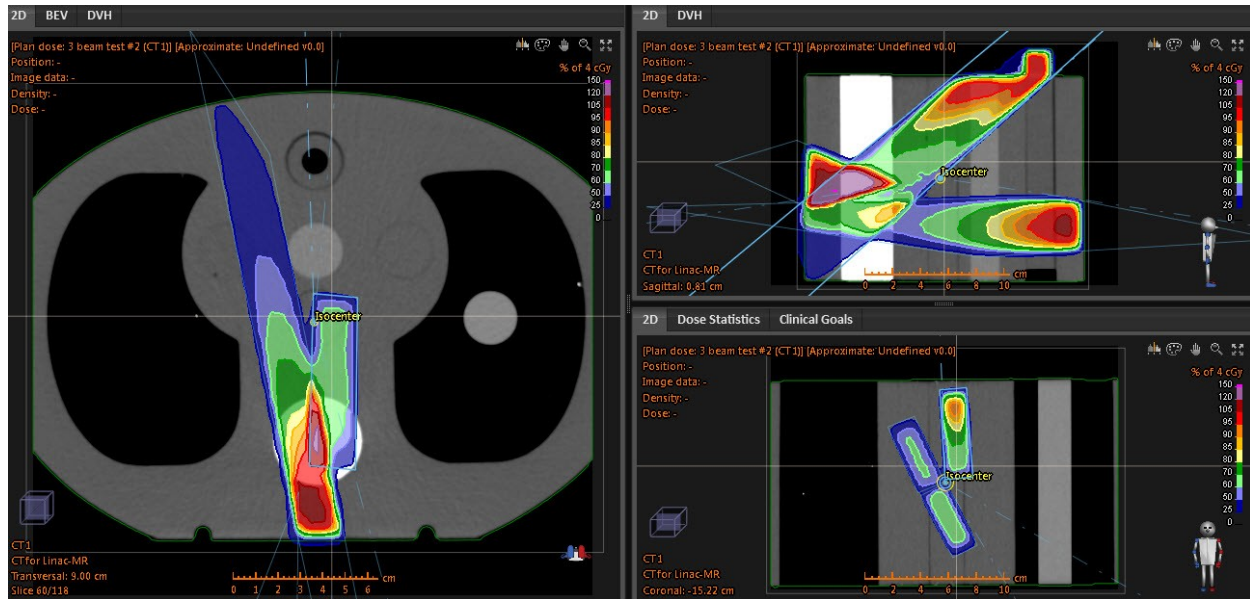 2D BEV DVH
[Plan dose: 3 beam test #2 (CT1)] [Approximate: Undefined v0.0]
Position: -
Image data: -
Density: -
Dose: -
% of 4 cGy
150
120
105
95
90
85
80
70
60
50
25
0
Isocenter
CT1
CT for Linac-MR
Transversal: 9.00 cm
Slice 60/118
0 1 2 3 4 5 6 cm
2D DVH
[Plan dose: 3 beam test #2 (CT1)] [Approximate: Undefined v0.0]
Position: -
Image data: -
Density: -
Dose: -
% of 4 cGy
150
120
105
95
90
85
80
70
60
50
25
0
Isocenter
CT1
CT for Linac-MR
Sagittal: 0.81 cm
0 2 4 6 8 10 cm
2D Dose Statistics Clinical Goals
[Plan dose: 3 beam test #2 (CT1)] [Approximate: Undefined v0.0]
Position: -
Image data: -
Density: -
Dose: -
% of 4 cGy
150
120
105
95
90
85
80
70
60
50
25
0
Isocenter
CT1
CT for Linac-MR
Coronal: -15.22 cm
0 2 4 6 8 10 cm